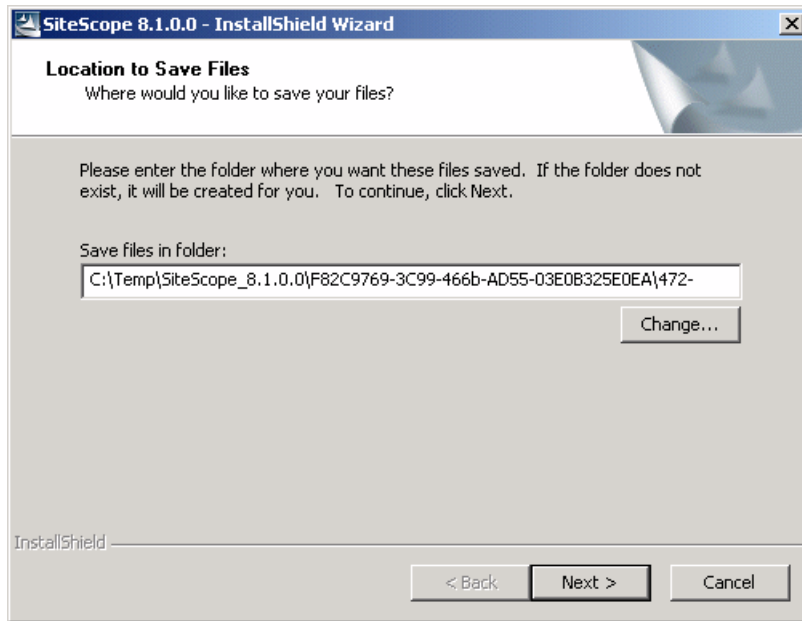 SiteScope 8.1.0.0 - InstallShield Wizard
Location to Save Files
Where would you like to save your files?
Please enter the folder where you want these files saved.  If the folder does not
exist, it will be created for you.   To continue, click Next.
Save files in folder:
C:\Temp\SiteScope_8.1.0.0\F82C9769-3C99-466b-AD55-03E0B325E0EA\472-
Change...
InstallShield
< Back
Next >
Cancel